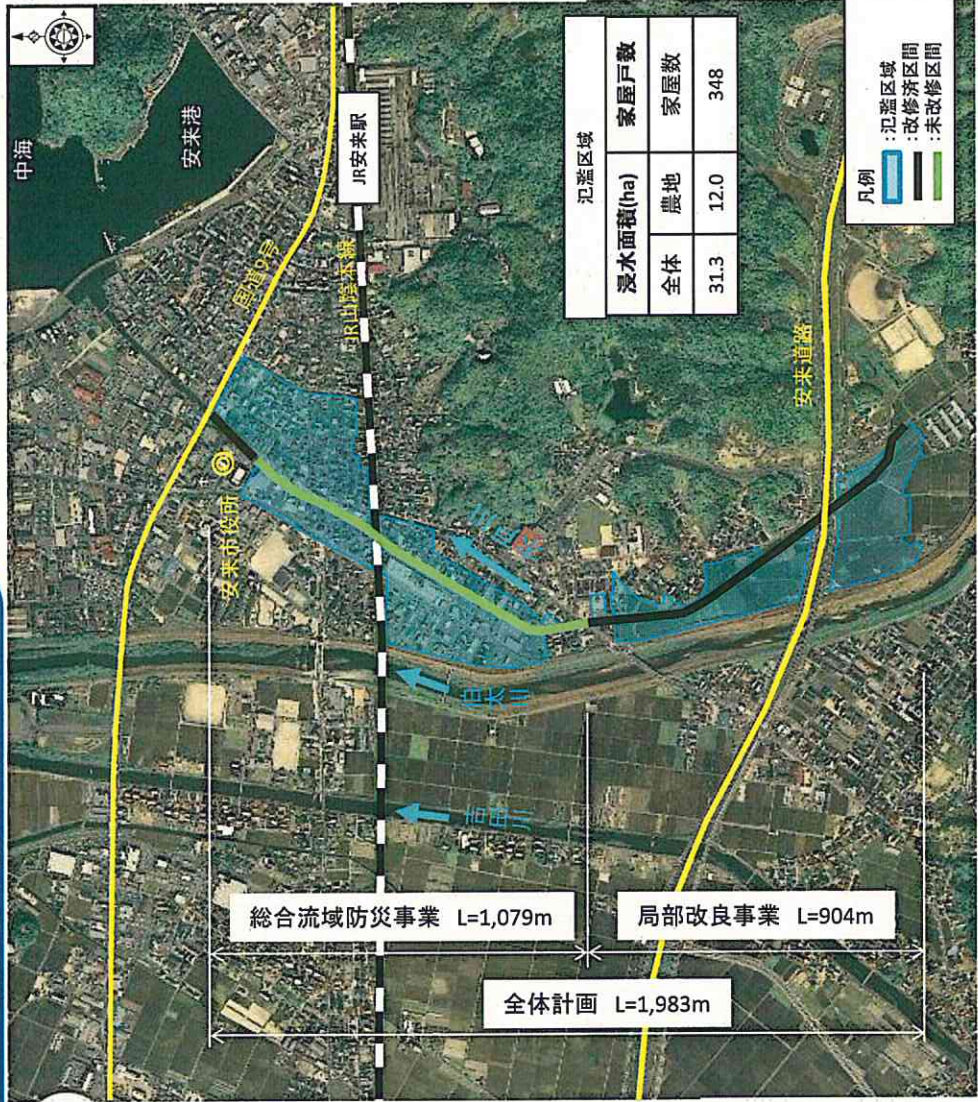 中海
安来港
国道9号
JR安来駅
JR山陰本線
安来市役所
氾濫区域
浸水面積(ha) 家屋戸数
全体 農地 家屋数
31.3 12.0 348
伯太川
吉田川
安来道路
総合流域防災事業 L=1,079m
局部改良事業 L=904m
全体計画 L=1,983m
凡例
:氾濫区域
:改修済区間
:未改修区間